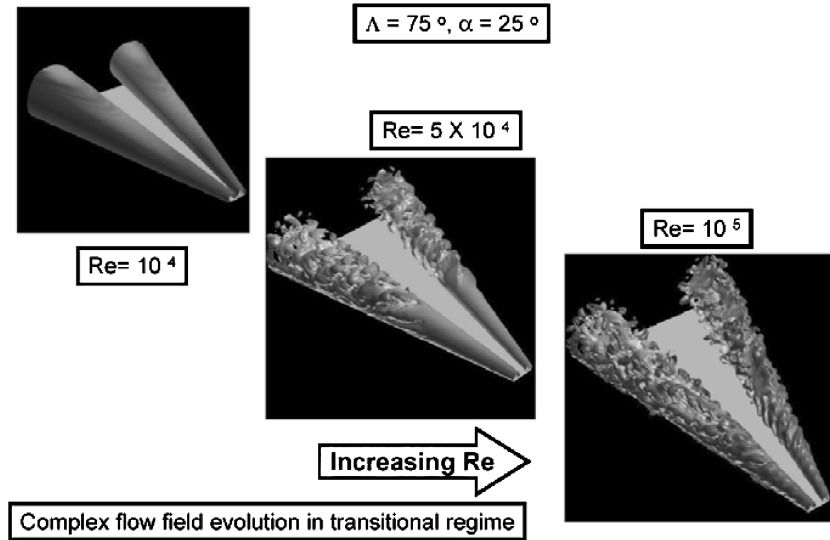 Λ = 75 º, α = 25 º
Re= 5 X 10 ⁴
Re= 10 ⁵
Re= 10 ⁴
Increasing Re
Complex flow field evolution in transitional regime